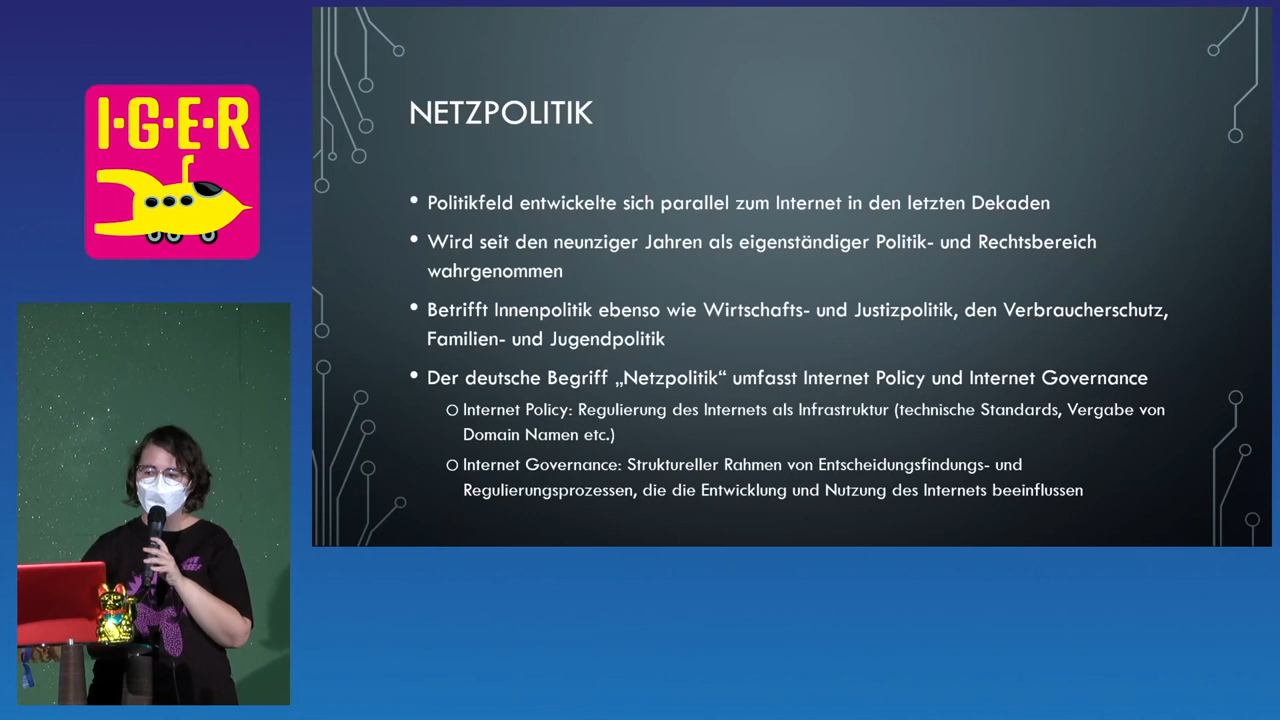 I·G·E·R
NETZPOLITIK
• Politikfeld entwickelte sich parallel zum Internet in den letzten Dekaden
• Wird seit den neunziger Jahren als eigenständiger Politik- und Rechtsbereich
wahrgenommen
• Betrifft Innenpolitik ebenso wie Wirtschafts- und Justizpolitik, den Verbraucherschutz,
Familien- und Jugendpolitik
• Der deutsche Begriff „Netzpolitik“ umfasst Internet Policy und Internet Governance
○ Internet Policy: Regulierung des Internets als Infrastruktur (technische Standards, Vergabe von
Domain Namen etc.)
○ Internet Governance: Struktureller Rahmen von Entscheidungsfindungs- und
Regulierungsprozessen, die die Entwicklung und Nutzung des Internets beeinflussen